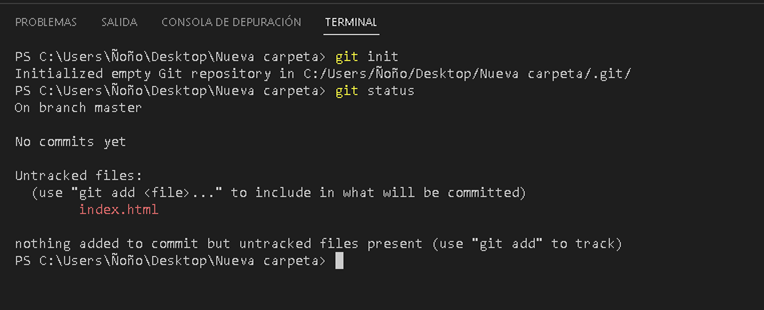 PROBLEMAS SALIDA CONSOLA DE DEPURACIÓN TERMINAL
PS C:\Users\Ñoño\Desktop\Nueva carpeta> git init
Initialized empty Git repository in C:/Users/Ñoño/Desktop/Nueva carpeta/.git/
PS C:\Users\Ñoño\Desktop\Nueva carpeta> git status
On branch master
No commits yet
Untracked files:
(use "git add <file>..." to include in what will be committed)
index.html
nothing added to commit but untracked files present (use "git add" to track)
PS C:\Users\Ñoño\Desktop\Nueva carpeta>